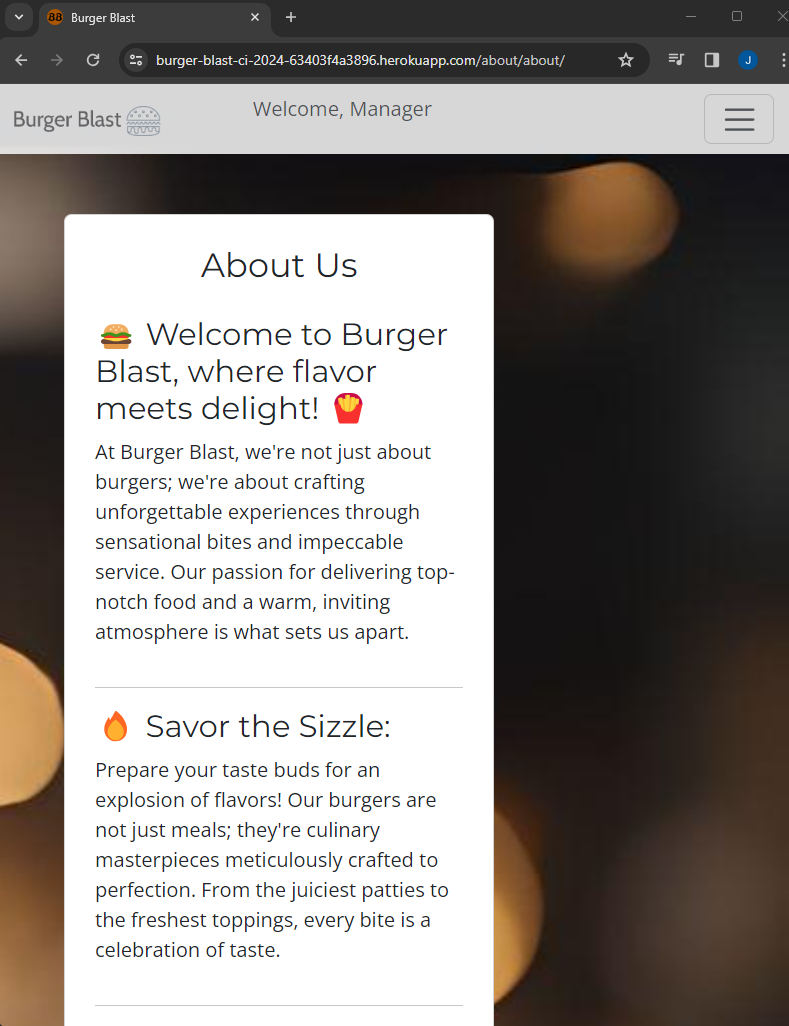 Burger Blast
burger-blast-ci-2024-63403f4a3896.herokuapp.com/about/about/
J
Burger Blast
Welcome, Manager
About Us
Welcome to Burger
Blast, where flavor
meets delight!
At Burger Blast, we're not just about
burgers; we're about crafting
unforgettable experiences through
sensational bites and impeccable
service. Our passion for delivering top-
notch food and a warm, inviting
atmosphere is what sets us apart.
Savor the Sizzle:
Prepare your taste buds for an
explosion of flavors! Our burgers are
not just meals; they're culinary
masterpieces meticulously crafted to
perfection. From the juiciest patties to
the freshest toppings, every bite is a
celebration of taste.